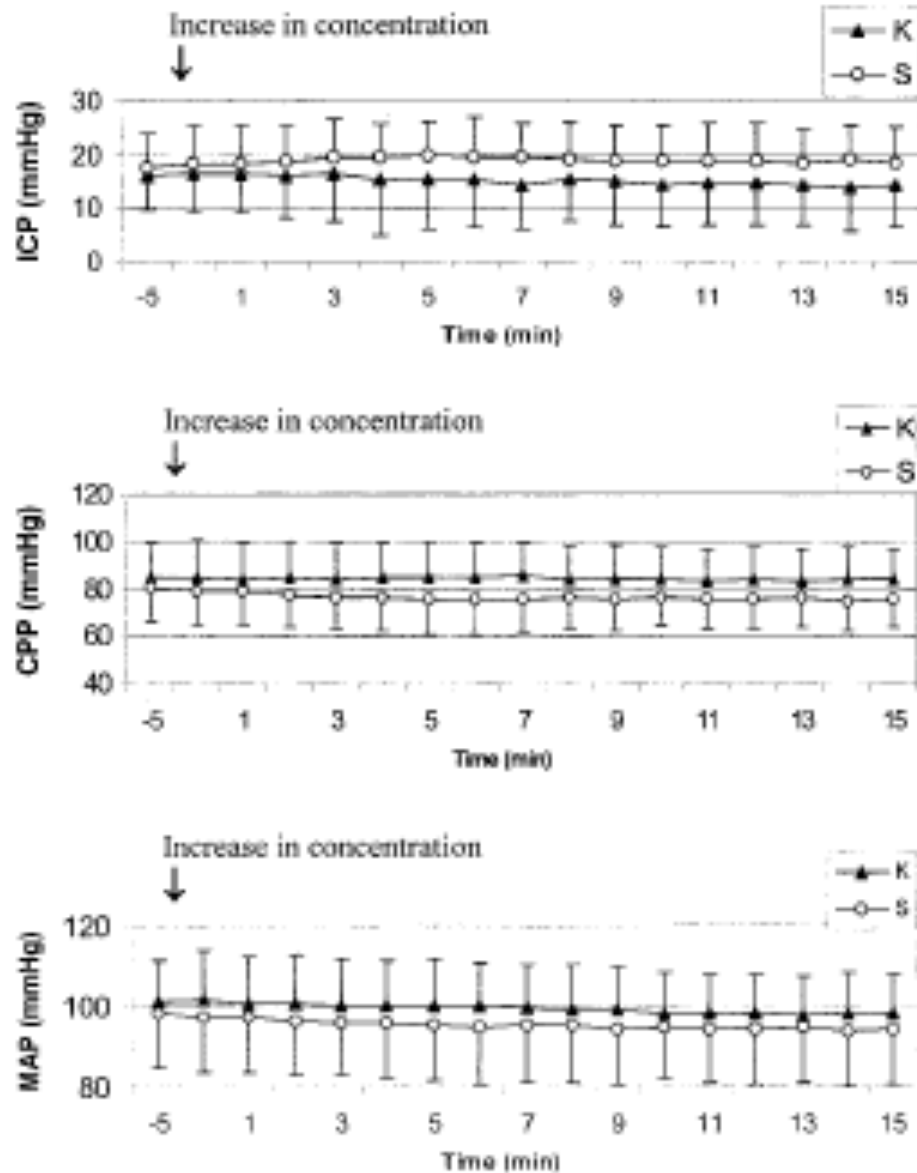 Increase in concentration
K
S
30
20
10
0
ICP (mmHg)
-5 1 3 5 7 9 11 13 15
Time (min)
Increase in concentration
K
S
120
100
80
60
40
CPP (mmHg)
-5 1 3 5 7 9 11 13 15
Time (min)
Increase in concentration
K
S
120
100
80
MAP (mmHg)
-5 1 3 5 7 9 11 13 15
Time (min)